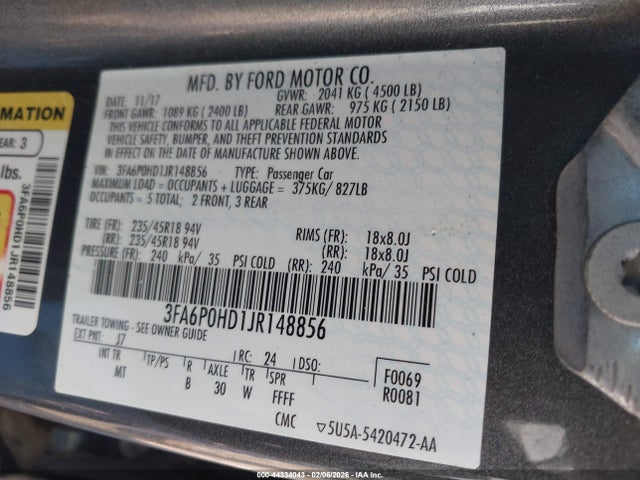 MFD. BY FORD MOTOR CO.
DATE: 11/17 GVWR: 2041 KG ( 4500 LB)
FRONT GAWR: 1089 KG ( 2400 LB) REAR GAWR: 975 KG ( 2150 LB)
THIS VEHICLE CONFORMS TO ALL APPLICABLE FEDERAL MOTOR
VEHICLE SAFETY, BUMPER, AND THEFT PREVENTION STANDARDS
IN EFFECT ON THE DATE OF MANUFACTURE SHOWN ABOVE.
VIN: 3FA6P0HD1JR148856 TYPE: Passenger Car
MAXIMUM LOAD = OCCUPANTS + LUGGAGE = 375KG/ 827LB
OCCUPANTS = 5 TOTAL; 2 FRONT, 3 REAR
TIRE (FR): 235/45R18 94V RIMS (FR): 18x8.0J
(RR): 235/45R18 94V (RR): 18x8.0J
PRESSURE (FR): 240 kPa/ 35 PSI COLD (RR): 240 kPa/ 35 PSI COLD
3FA6P0HD1JR148856
TRAILER TOWING - SEE OWNER GUIDE
EXT PNT: J7 RC: 24 DSO: F0069
INT TR TP/PS R AXLE TR SPR R0081
MT B 30 W FFFF
CMC ▽5U5A-5420472-AA
RMATION
EAR: 3
lbs.
3FA6P0HD1JR148856
000-44334043 - 02/06/2026 - COPART